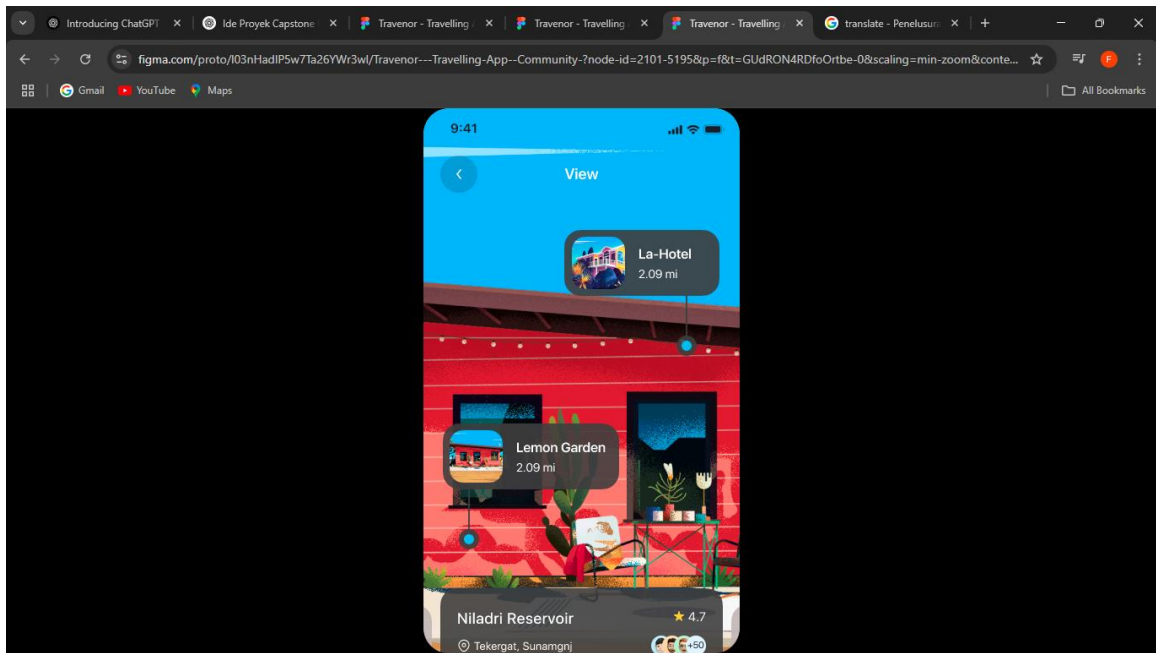 Introducing ChatGPT
Ide Proyek Capstone
Travenor - Travelling
Travenor - Travelling
Travenor - Travelling
translate - Penelusura
figma.com/proto/I03nHadIP5w7Ta26YWr3wl/Travenor---Travelling-App--Community-?node-id=2101-5195&p=f&t=GUdRON4RDfoOrtbe-0&scaling=min-zoom&conte...
F
Gmail
YouTube
Maps
All Bookmarks
9:41
View
La-Hotel
2.09 mi
Lemon Garden
2.09 mi
Niladri Reservoir
4.7
Tekergat, Sunamgnj
+50